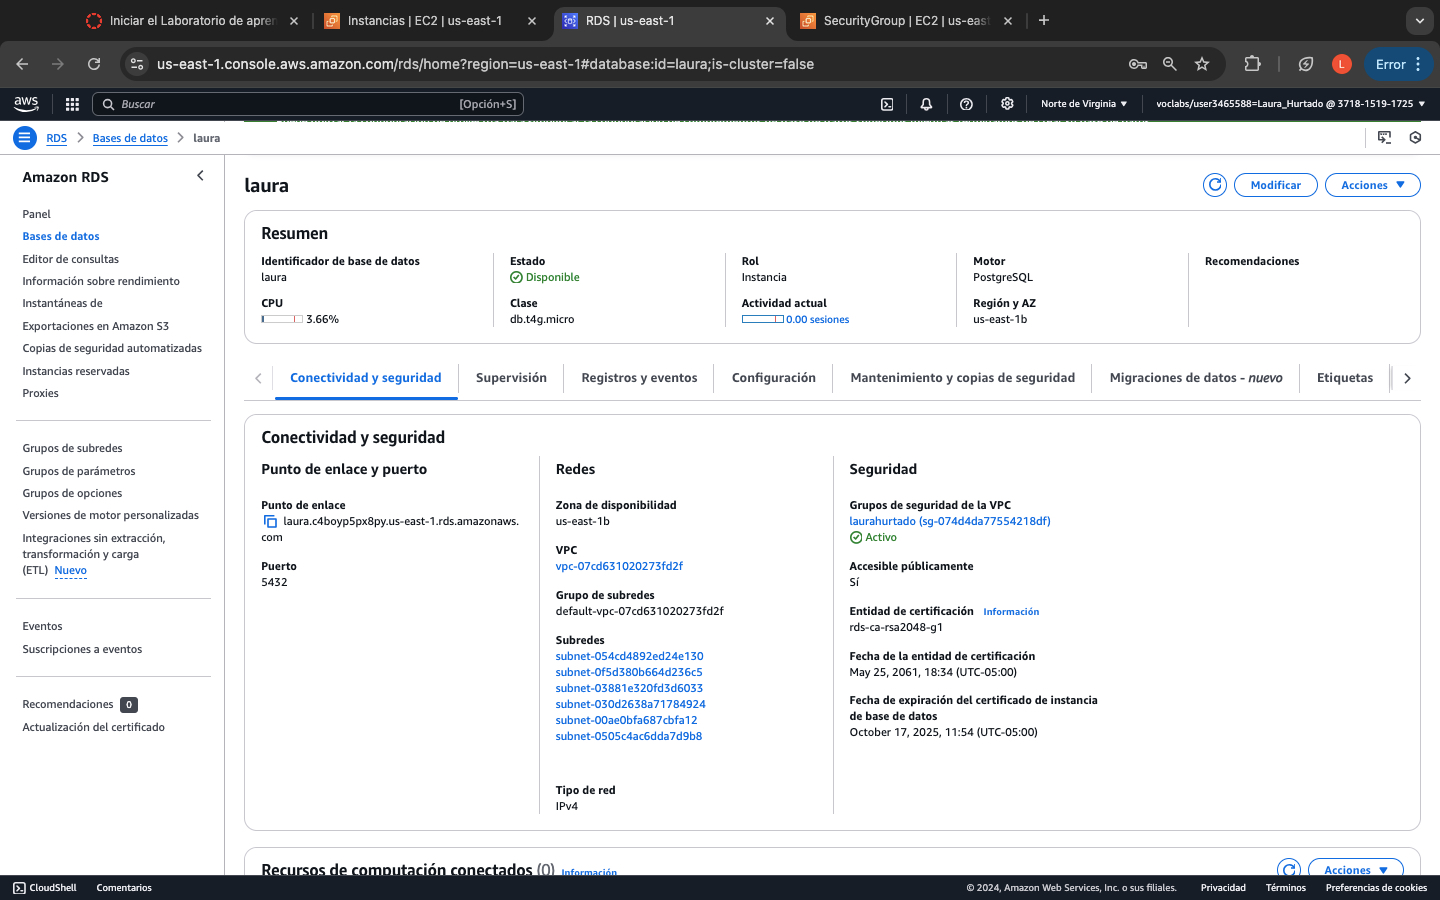 Iniciar el Laboratorio de apren
Instancias | EC2 | us-east-1
RDS | us-east-1
SecurityGroup | EC2 | us-east
us-east-1.console.aws.amazon.com/rds/home?region=us-east-1#database:id=laura;is-cluster=false
L
Error
aws
Buscar
[Opción+S]
Norte de Virginia
voclabs/user3465588=Laura_Hurtado @ 3718-1519-1725
RDS
Bases de datos
laura
Amazon RDS
Panel
Bases de datos
Editor de consultas
Información sobre rendimiento
Instantáneas de
Exportaciones en Amazon S3
Copias de seguridad automatizadas
Instancias reservadas
Proxies
Grupos de subredes
Grupos de parámetros
Grupos de opciones
Versiones de motor personalizadas
Integraciones sin extracción,
transformación y carga
(ETL) Nuevo
Eventos
Suscripciones a eventos
Recomendaciones 0
Actualización del certificado
laura
Modificar
Acciones
Resumen
Identificador de base de datos
laura
CPU
3.66%
Estado
Disponible
Clase
db.t4g.micro
Rol
Instancia
Actividad actual
0.00 sesiones
Motor
PostgreSQL
Región y AZ
us-east-1b
Recomendaciones
Conectividad y seguridad
Supervisión
Registros y eventos
Configuración
Mantenimiento y copias de seguridad
Migraciones de datos - nuevo
Etiquetas
Conectividad y seguridad
Punto de enlace y puerto
Punto de enlace
laura.c4boyp5px8py.us-east-1.rds.amazonaws.
com
Puerto
5432
Redes
Zona de disponibilidad
us-east-1b
VPC
vpc-07cd631020273fd2f
Grupo de subredes
default-vpc-07cd631020273fd2f
Subredes
subnet-054cd4892ed24e130
subnet-0f5d380b664d236c5
subnet-03881e320fd3d6033
subnet-030d2638a71784924
subnet-00ae0bfa687cbfa12
subnet-0505c4ac6dda7d9b8
Tipo de red
IPv4
Seguridad
Grupos de seguridad de la VPC
laurahurtado (sg-074d4da77554218df)
Activo
Accesible públicamente
Sí
Entidad de certificación Información
rds-ca-rsa2048-g1
Fecha de la entidad de certificación
May 25, 2061, 18:34 (UTC-05:00)
Fecha de expiración del certificado de instancia
de base de datos
October 17, 2025, 11:54 (UTC-05:00)
Recursos de computación conectados (0) Información
Acciones
CloudShell
Comentarios
© 2024, Amazon Web Services, Inc. o sus filiales.
Privacidad
Términos
Preferencias de cookies